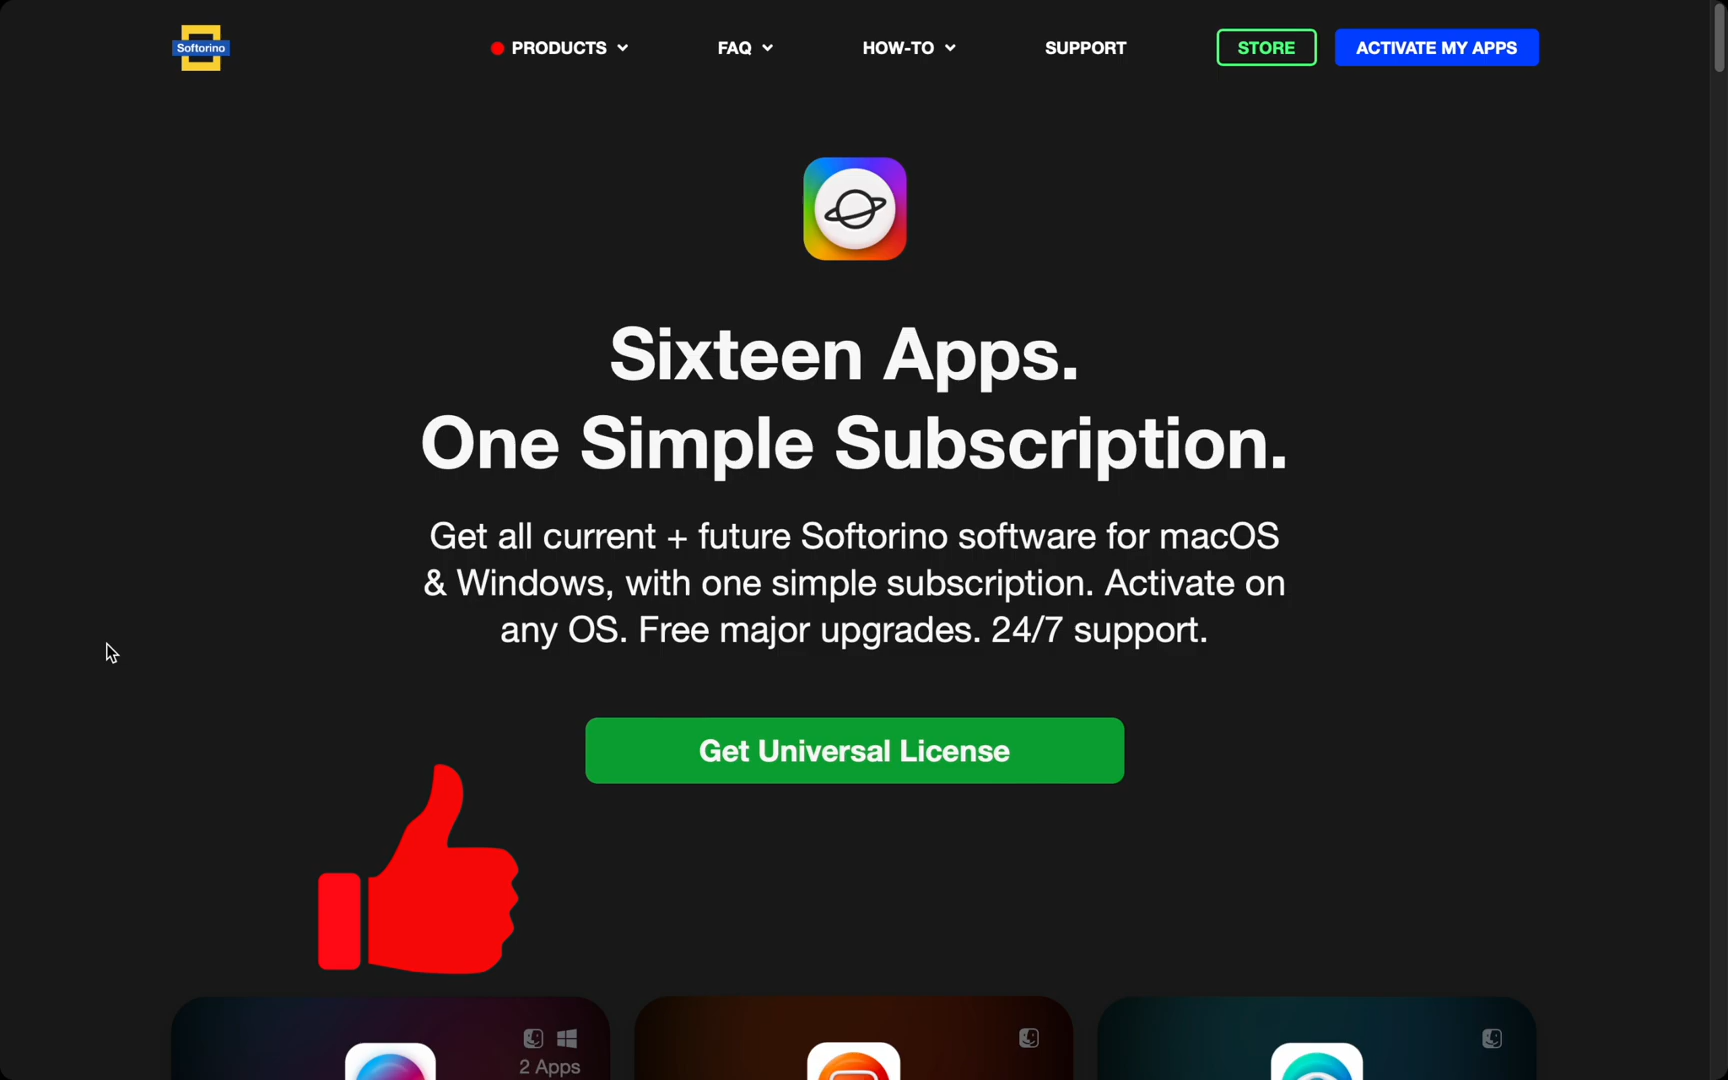 Softorino
PRODUCTS
FAQ
HOW-TO
SUPPORT
STORE
ACTIVATE MY APPS
Sixteen Apps.
One Simple Subscription.
Get all current + future Softorino software for macOS
& Windows, with one simple subscription. Activate on
any OS. Free major upgrades. 24/7 support.
Get Universal License
2 Apps